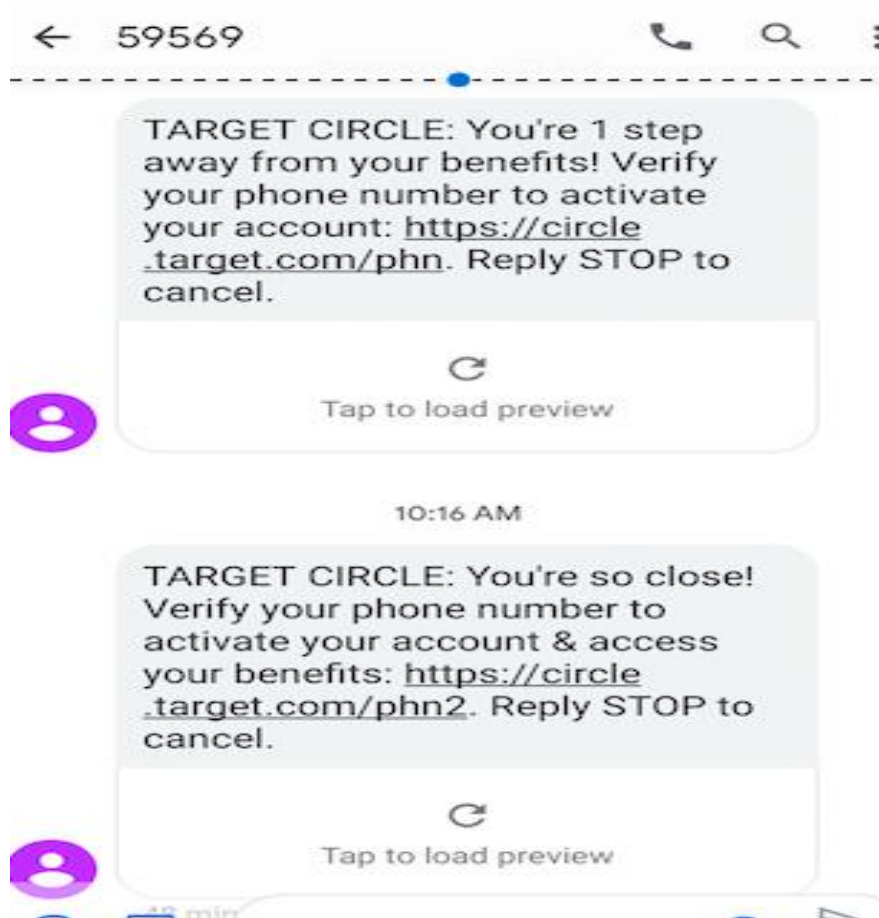 59569
TARGET CIRCLE: You're 1 step
away from your benefits! Verify
your phone number to activate
your account: https://circle
.target.com/phn. Reply STOP to
cancel.
Tap to load preview
10:16 AM
TARGET CIRCLE: You're so close!
Verify your phone number to
activate your account & access
your benefits: https://circle
.target.com/phn2. Reply STOP to
cancel.
Tap to load preview